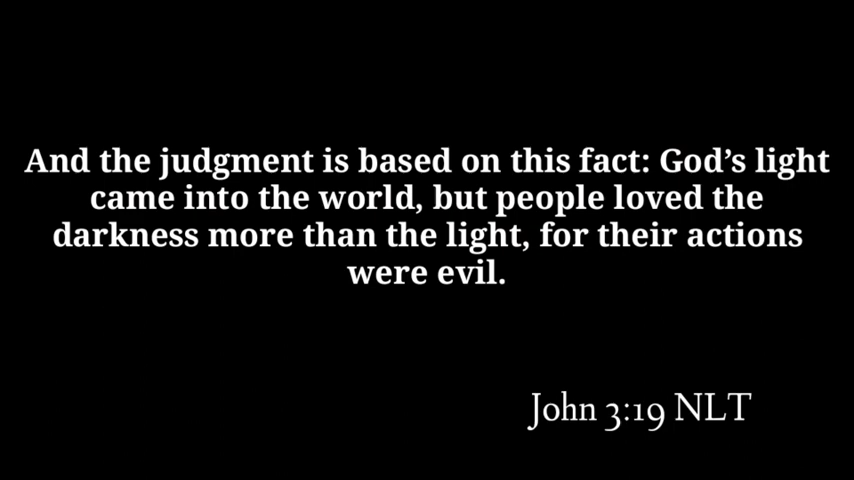 And the judgment is based on this fact: God’s light
came into the world, but people loved the
darkness more than the light, for their actions
were evil.
John 3:19 NLT